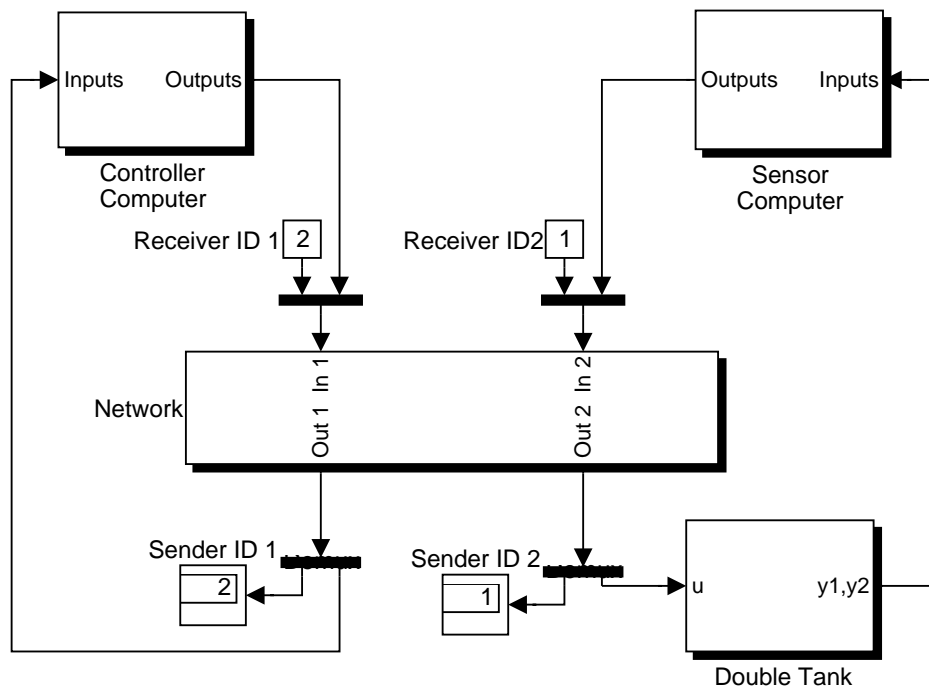 Inputs Outputs
Controller
Computer
Outputs Inputs
Sensor
Computer
Receiver ID 1 2
Receiver ID2 1
In 1
Out 1
In 2
Out 2
Network
Sender ID 1
2
Sender ID 2
1
u y1,y2
Double Tank